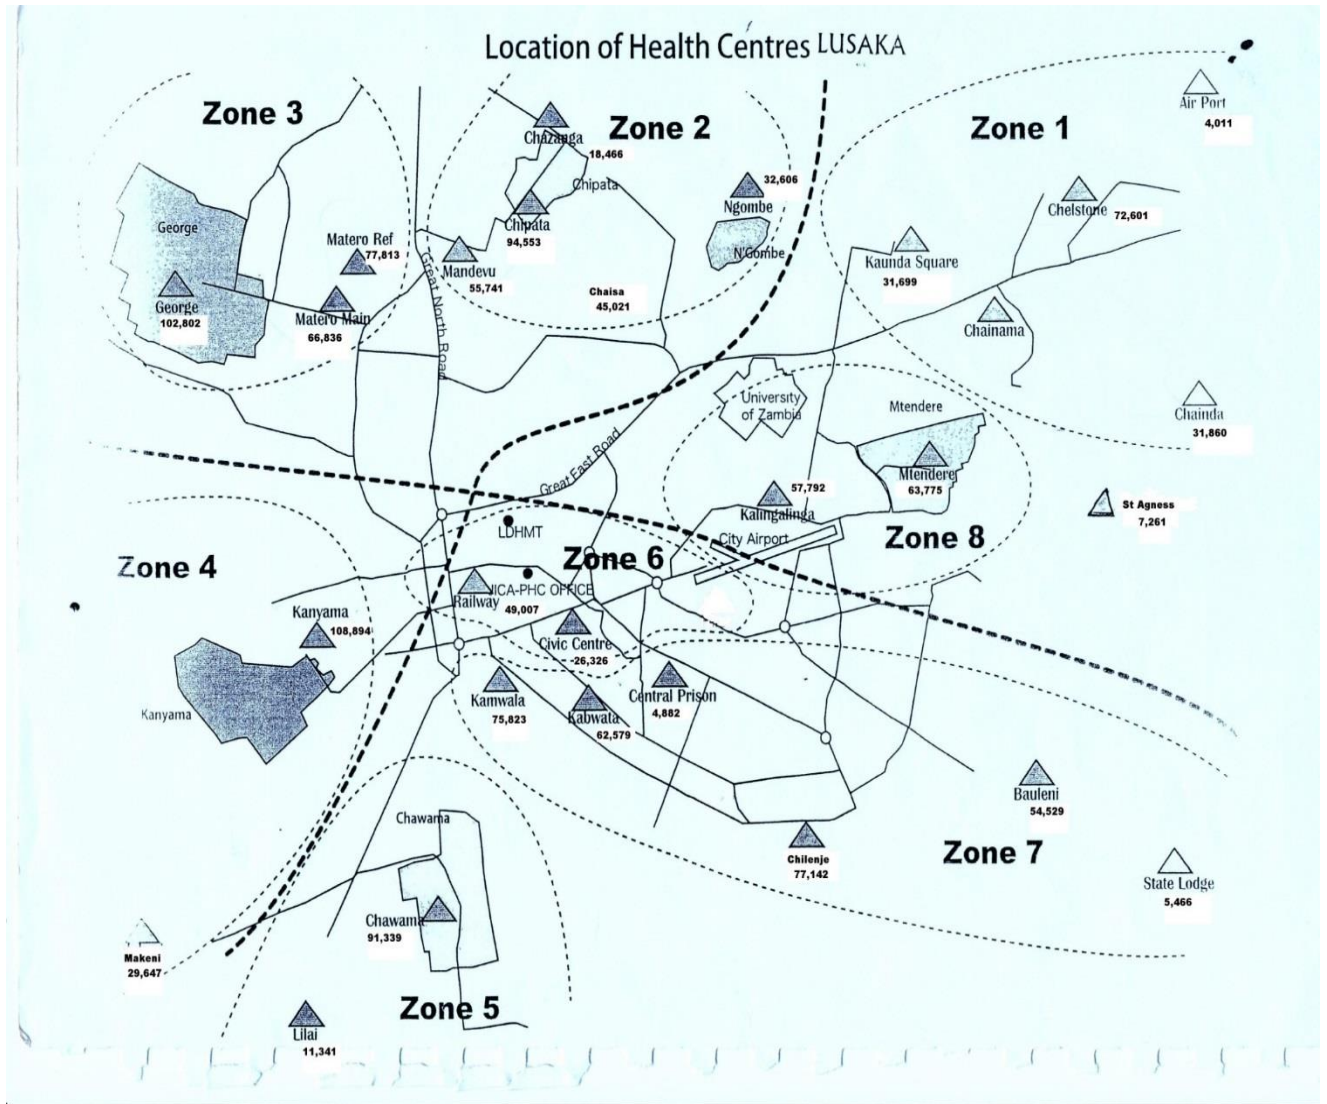 Location of Health Centres LUSAKA
Zone 3
Zone 2
Zone 1
Air Port
4,011
Chazanga
18,466
Chipata
Chipata
94,553
32,606
Ngombe
N'Gombe
Chelstone
72,601
George
George
102,802
Matero Ref
77,813
Matero Main
66,836
Mandevu
55,741
Chaisa
45,021
Kaunda Square
31,699
Chainama
Great North Road
University
of Zambia
Mtendere
Mtendere
63,775
Chainda
31,860
Great East Road
57,792
Kalingalinga
City Airport
Zone 8
St Agness
7,261
LDHMT
Zone 6
Zone 4
Railway
JICA-PHC OFFICE
49,007
Kanyama
108,894
Kanyama
Civic Centre
26,326
Kamwala
75,823
Kabwata
62,579
Central Prison
4,882
Bauleni
54,529
Chilenje
77,142
Zone 7
State Lodge
5,466
Chawama
Chawama
91,339
Makeni
29,647
Zone 5
Lilai
11,341